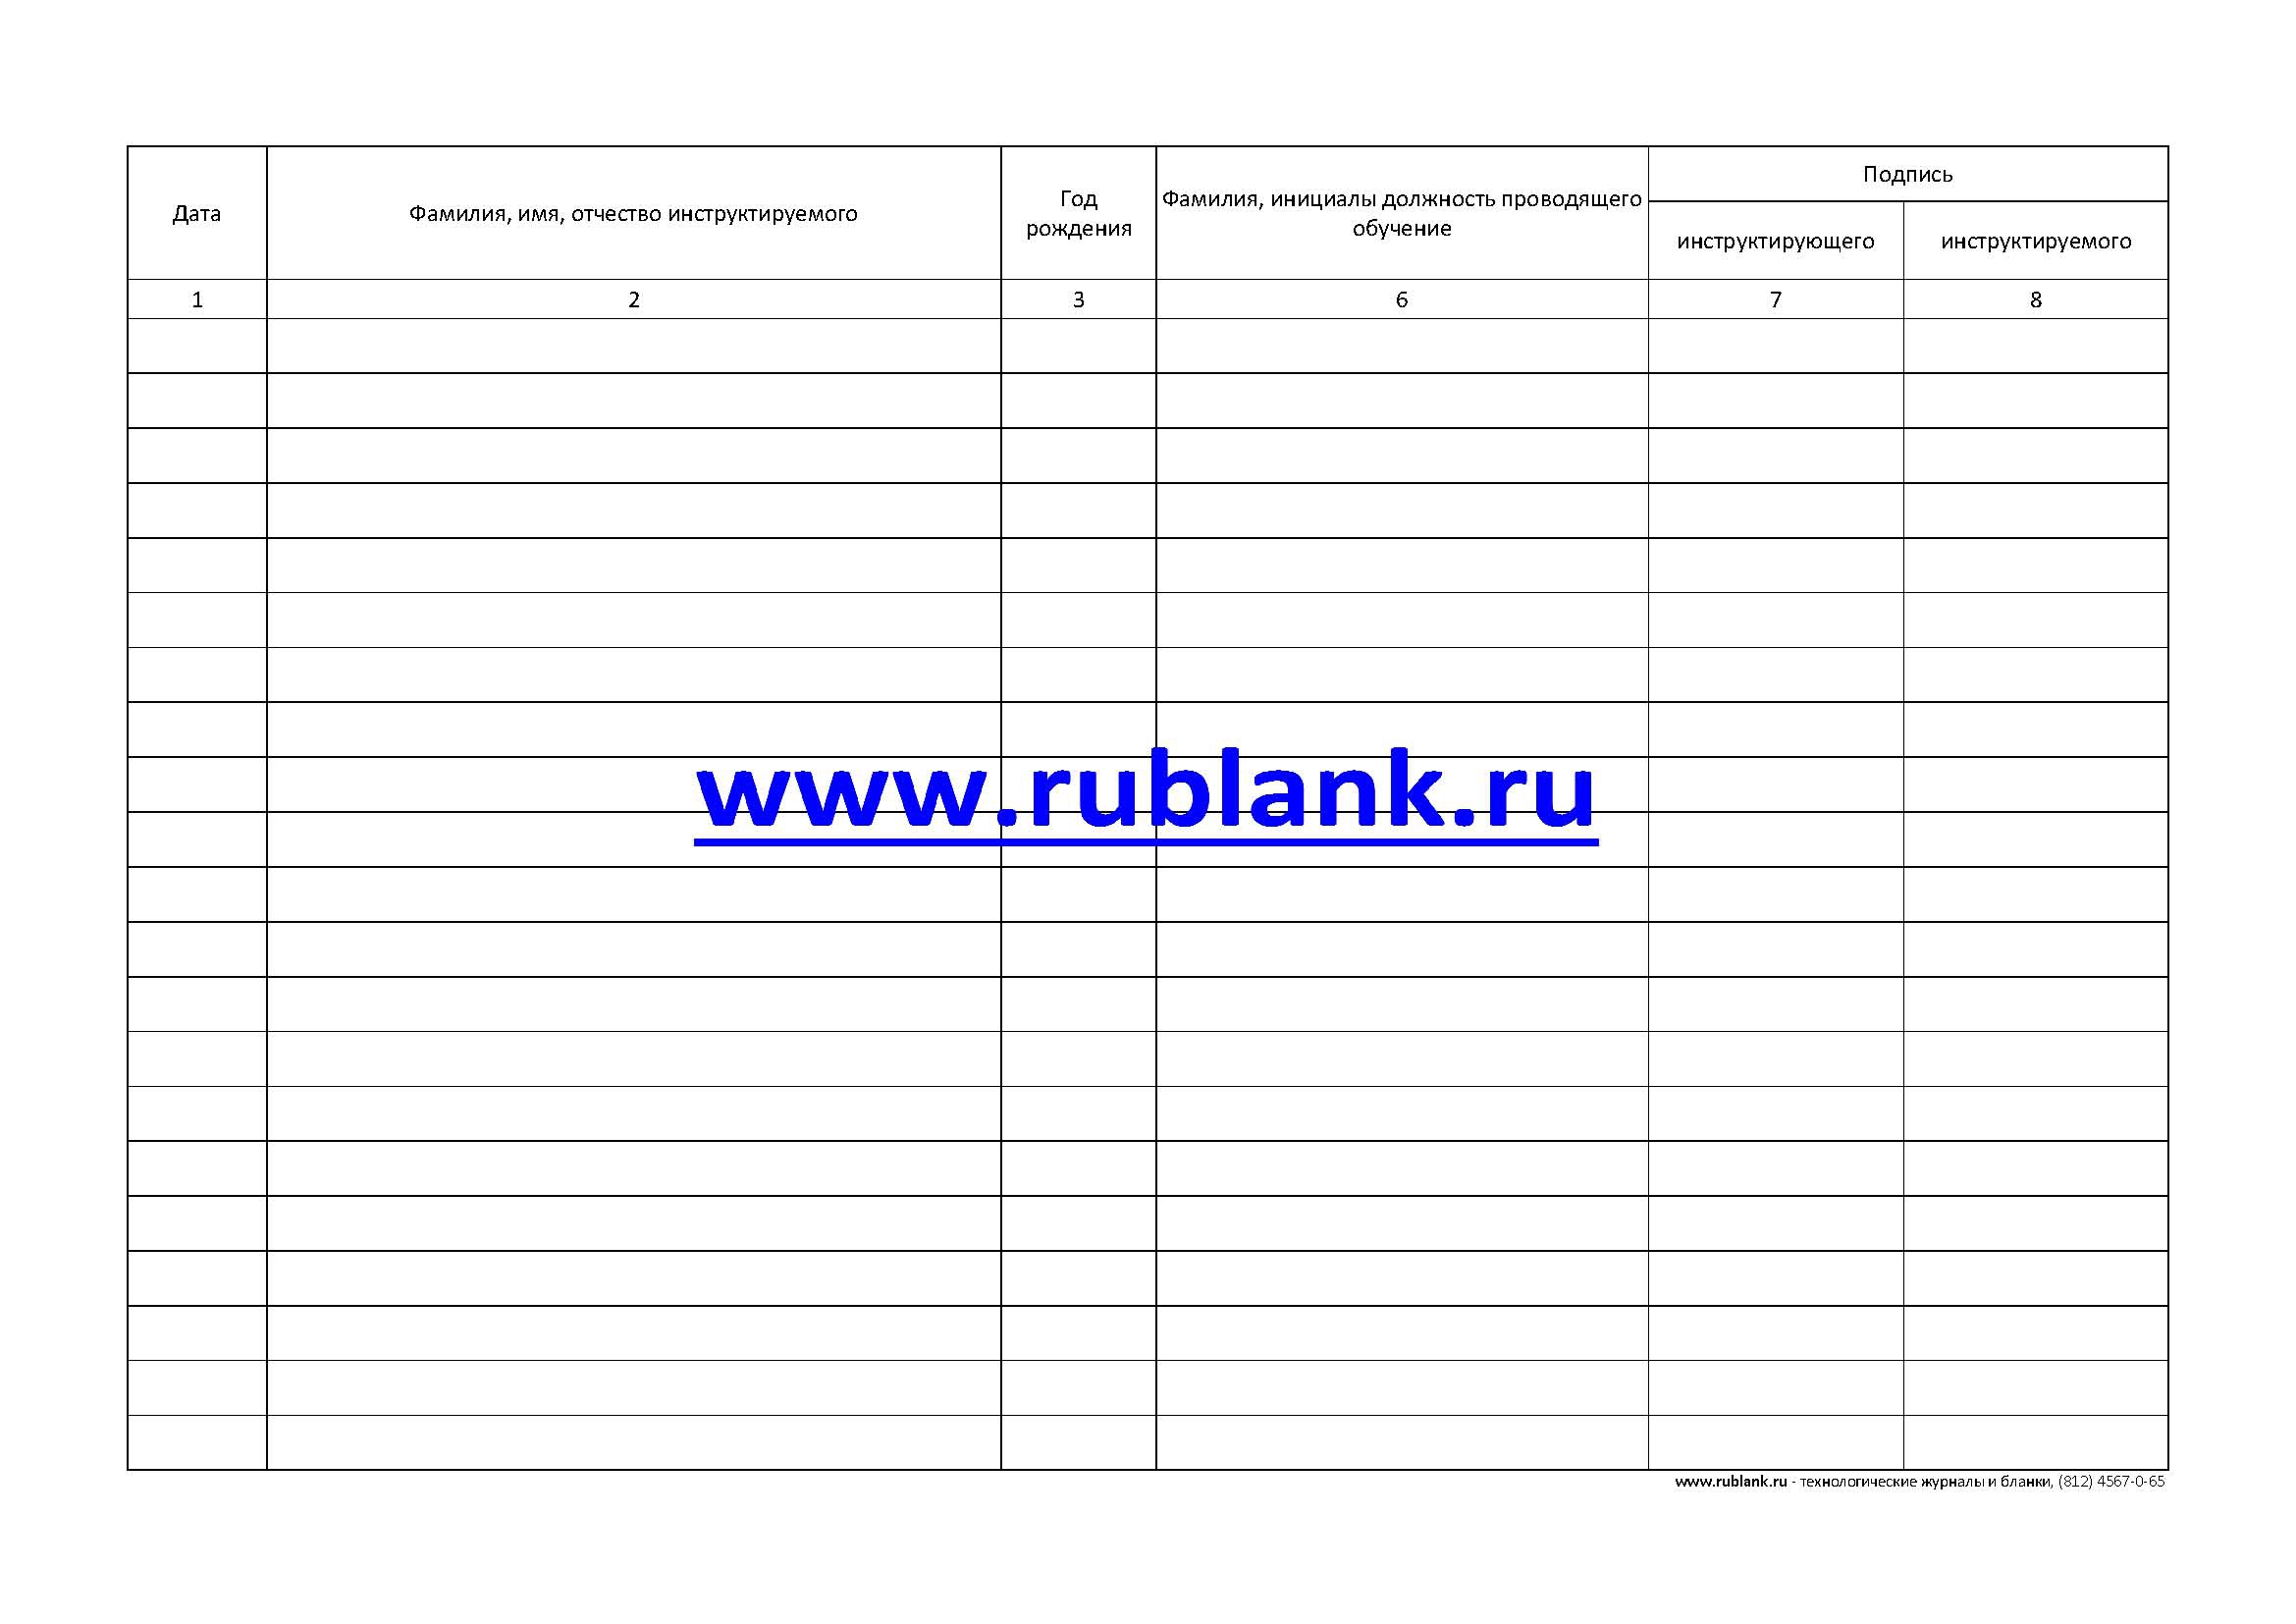 Дата
Фамилия, имя, отчество инструктируемого
Год
рождения
Фамилия, инициалы должность проводящего
обучение
Подпись
инструктирующего
инструктируемого
1
2
3
6
7
8
www.rublank.ru
www.rublank.ru - технологические журналы и бланки, (812) 4567-0-65